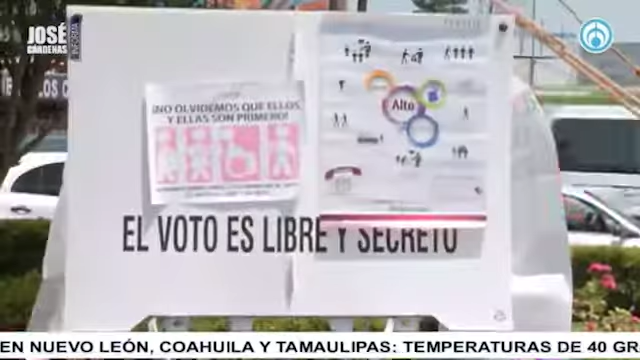 JOSÉ
CÁRDENAS
INFORMA
¡NO OLVIDEMOS QUE ELLOS
Y ELLAS SON PRIMERO!
Alto
EL VOTO ES LIBRE Y SECRETO
EN NUEVO LEÓN, COAHUILA Y TAMAULIPAS: TEMPERATURAS DE 40 GR